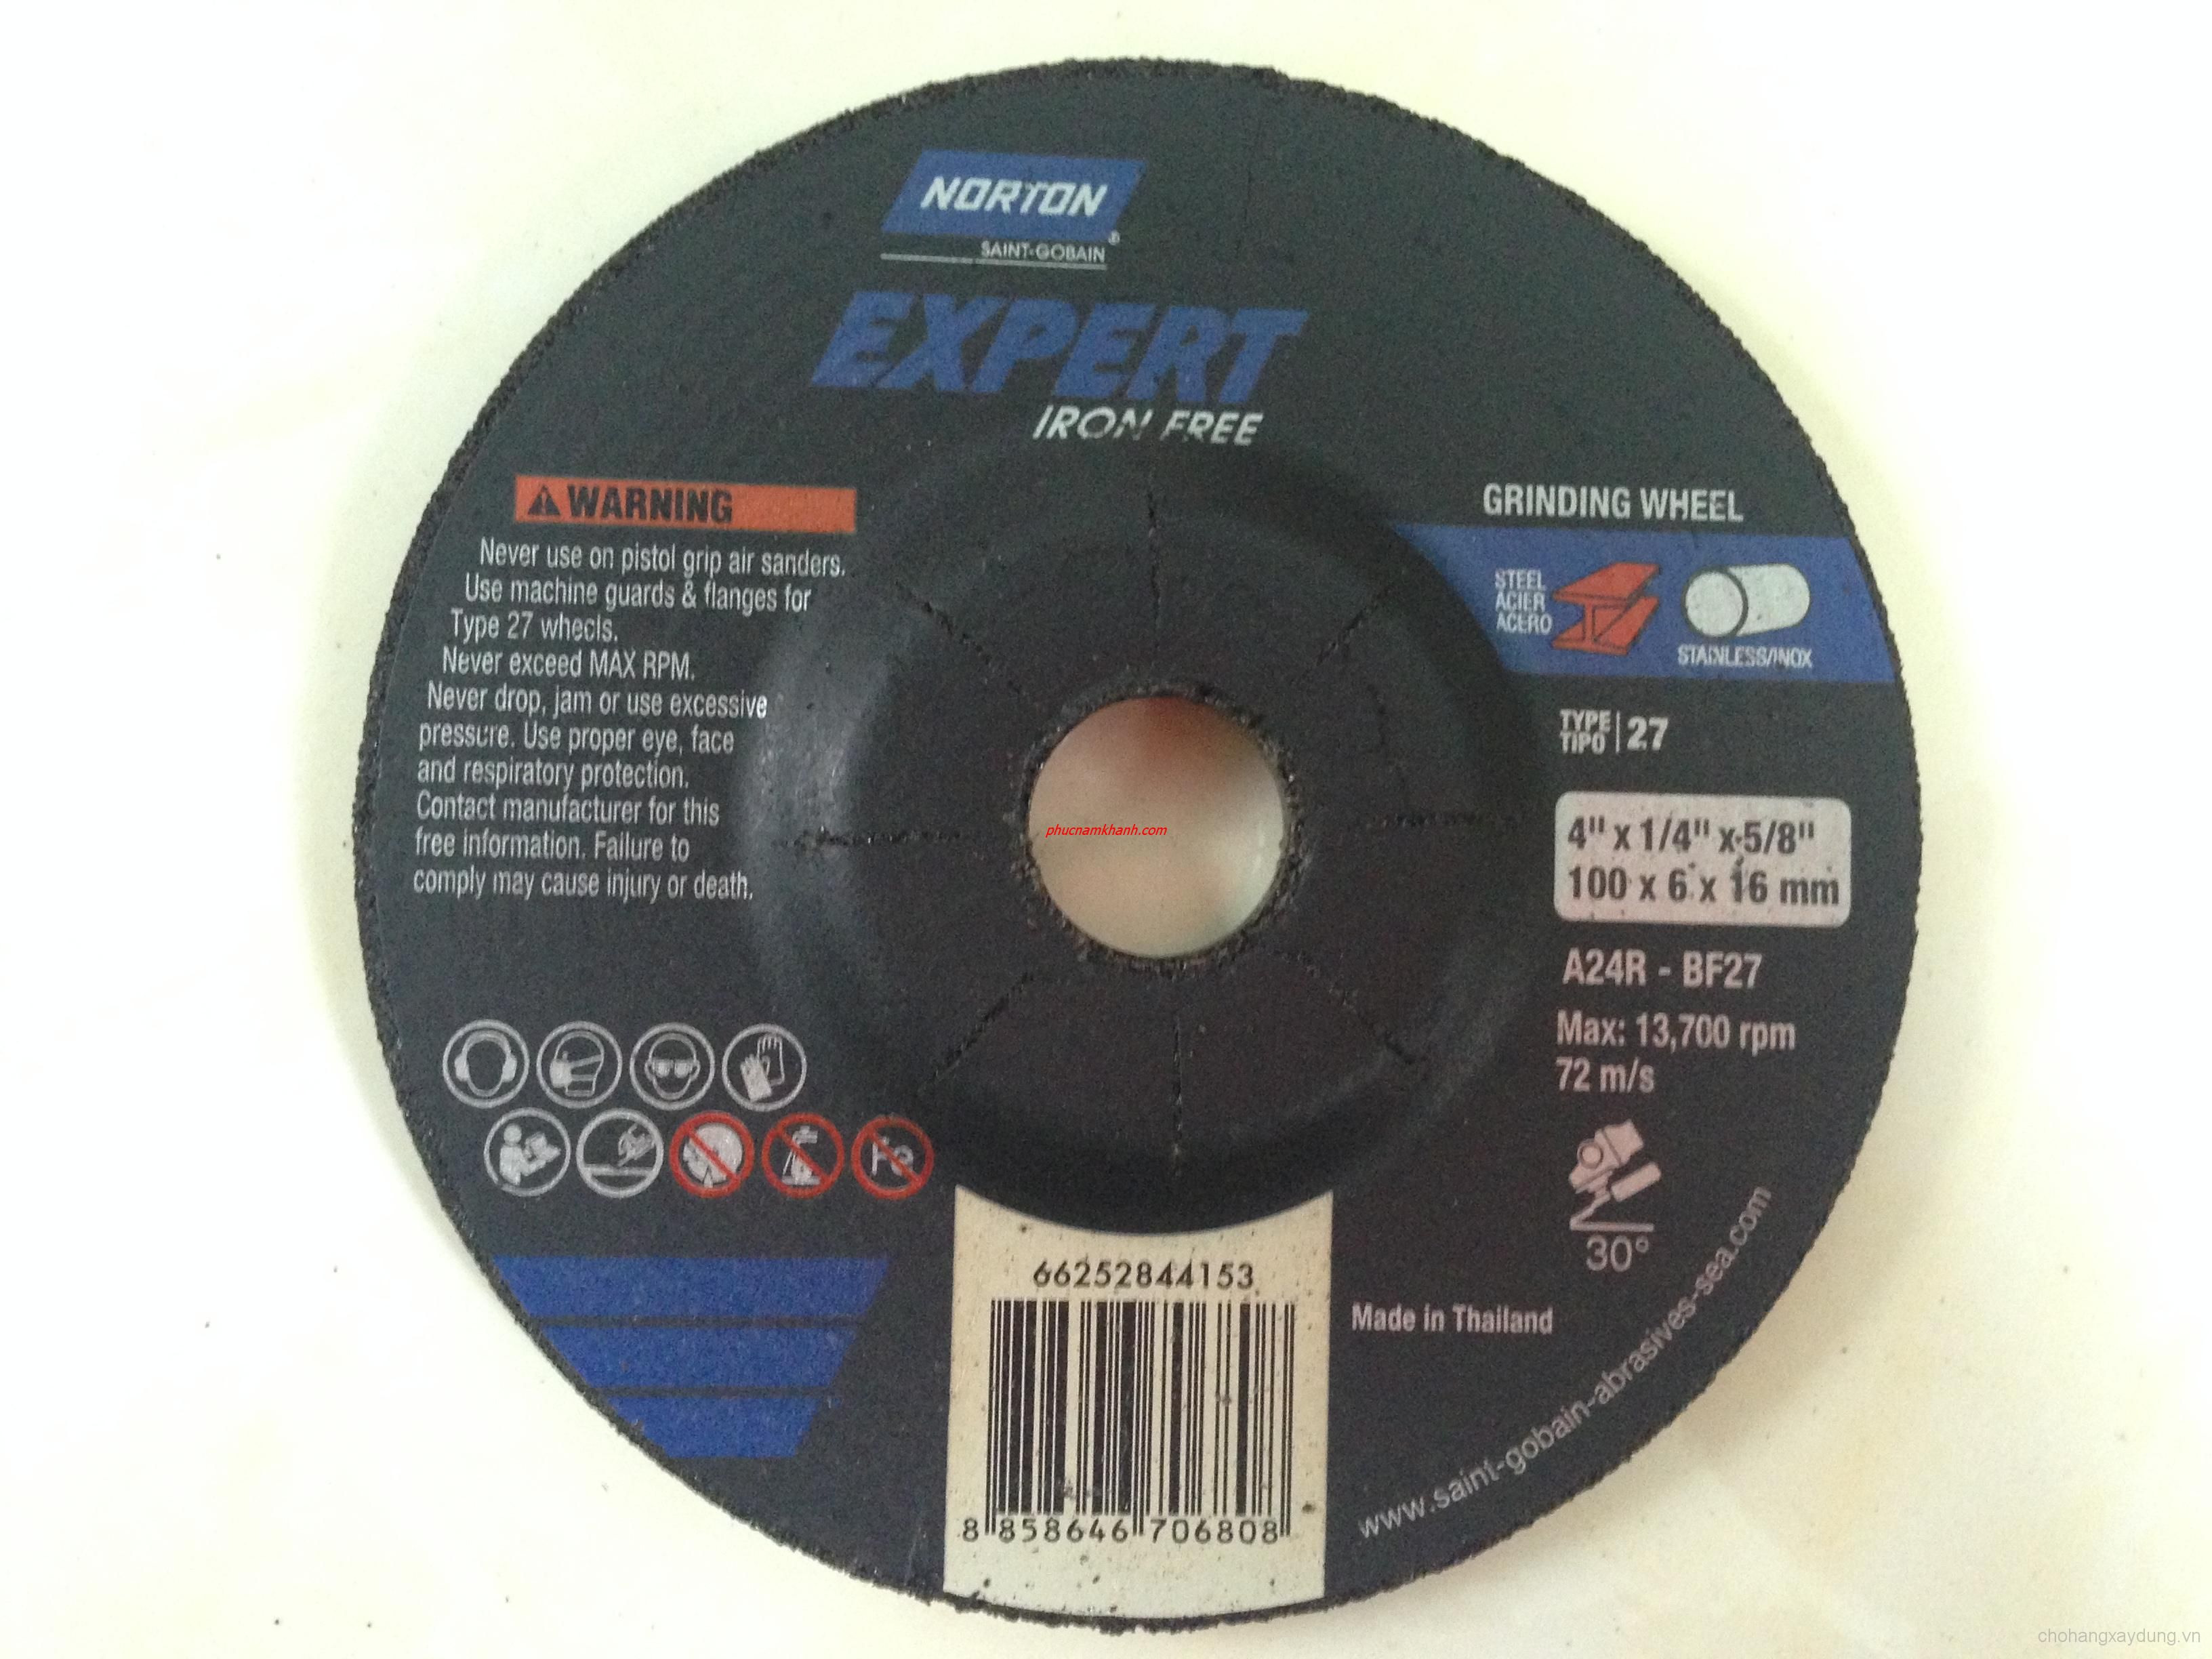 NORTON
®
SAINT-GOBAIN
EXPERT
IRON FREE
WARNING
Never use on pistol grip air sanders.
Use machine guards & flanges for
Type 27 wheels.
Never exceed MAX RPM.
Never drop, jam or use excessive
pressure. Use proper eye, face
and respiratory protection.
Contact manufacturer for this
free information. Failure to
comply may cause injury or death.
GRINDING WHEEL
STEEL
ACIER
ACERO
STAINLESS/INOX
TYPE
TIPO
27
4" x 1/4" x 5/8"
100 x 6 x 16 mm
A24R - BF27
Max: 13,700 rpm
72 m/s
30°
Fe
66252844153
8 858646 706808
Made in Thailand
www.saint-gobain-abrasives-sea.com
phucnamkhanh.com
chohangxaydung.vn